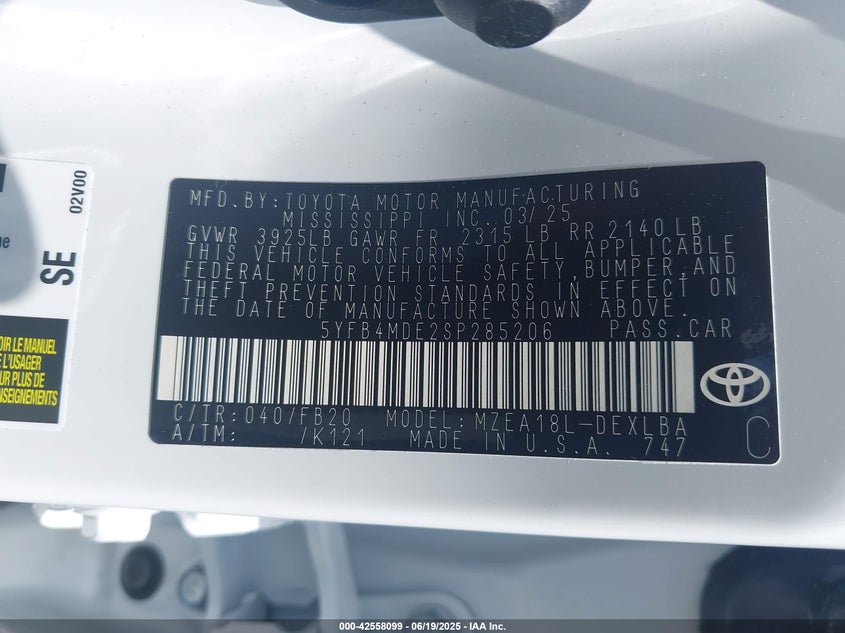 MFD. BY: TOYOTA MOTOR MANUFACTURING
MISSISSIPPI INC. 03/25
GVWR 3925LB GAWR FR 2315 LB RR 2140 LB
THIS VEHICLE CONFORMS TO ALL APPLICABLE
FEDERAL MOTOR VEHICLE SAFETY, BUMPER, AND
THEFT PREVENTION STANDARDS IN EFFECT ON
THE DATE OF MANUFACTURE SHOWN ABOVE.
5YFB4MDE2SP285206 PASS. CAR
C/TR: 040/FB20 MODEL: MZEA18L-DEXLBA
A/TM: /K121 MADE IN U.S.A. 747
C
02V00
SE
OIR LE MANUEL
E L'USAGER
UR PLUS DE
NSEIGNEMENTS
000-42558099 - 06/19/2025 - IAA Inc.